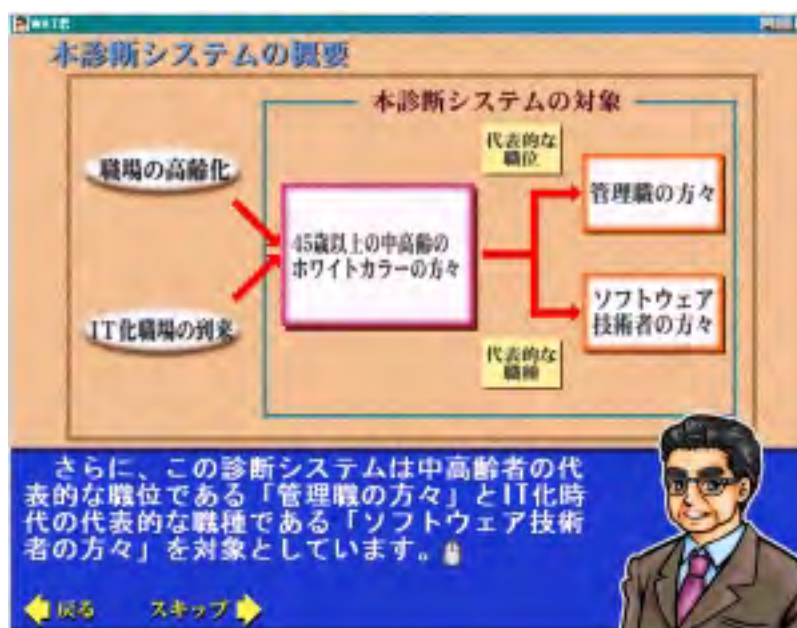 本診断システムの概要
本診断システムの対象
代表的な
職位
職場の高齢化
管理職の方々
45歳以上の中高齢の
ホワイトカラーの方々
ソフトウェア
技術者の方々
IT化職場の到来
代表的な
職種
さらに、この診断システムは中高齢者の代
表的な職位である「管理職の方々」とIT化時
代の代表的な職種である「ソフトウェア技術
者の方々」を対象としています。
戻る スキップ